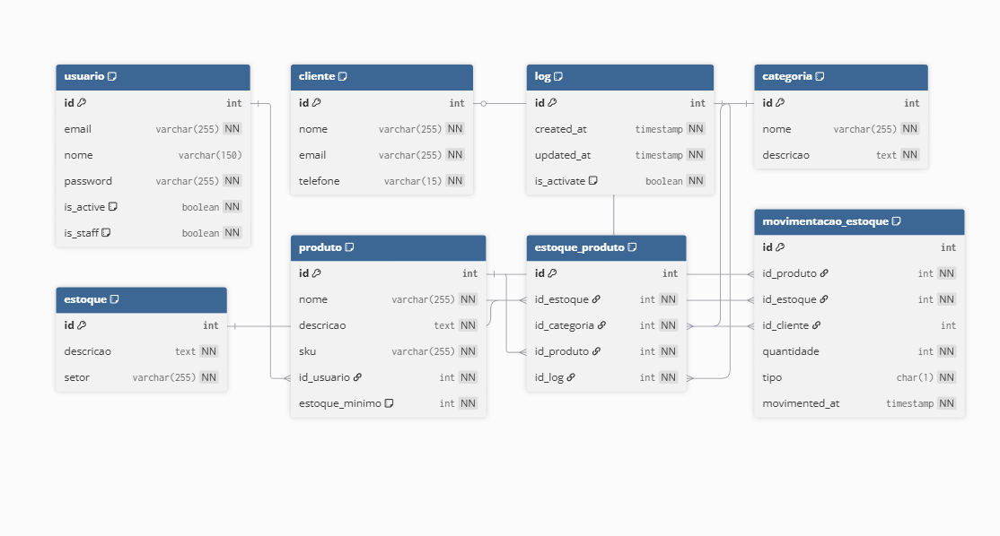 usuario
id int
email varchar(255) NN
nome varchar(150)
password varchar(255) NN
is_active boolean NN
is_staff boolean NN
cliente
id int
nome varchar(255) NN
email varchar(255) NN
telefone varchar(15) NN
log
id int
created_at timestamp NN
updated_at timestamp NN
is_activate boolean NN
categoria
id int
nome varchar(255) NN
descricao text NN
estoque
id int
descricao text NN
setor varchar(255) NN
produto
id int
nome varchar(255) NN
descricao text NN
sku varchar(255) NN
id_usuario int NN
estoque_minimo int NN
estoque_produto
id int
id_estoque int NN
id_categoria int NN
id_produto int NN
id_log int NN
movimentacao_estoque
id int
id_produto int NN
id_estoque int NN
id_cliente int
quantidade int NN
tipo char(1) NN
movimented_at timestamp NN